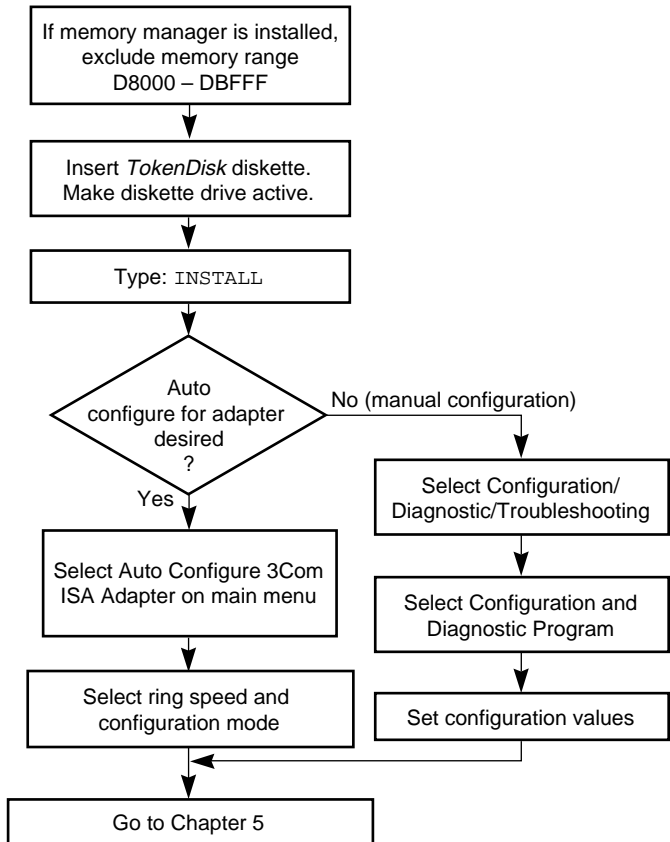 If memory manager is installed,
exclude memory range
D8000 – DBFFF
Insert TokenDisk diskette.
Make diskette drive active.
Type: INSTALL
Auto
configure for adapter
desired
?
No (manual configuration)
Yes
Select Configuration/
Diagnostic/Troubleshooting
Select Auto Configure 3Com
ISA Adapter on main menu
Select Configuration and
Diagnostic Program
Select ring speed and
configuration mode
Set configuration values
Go to Chapter 5